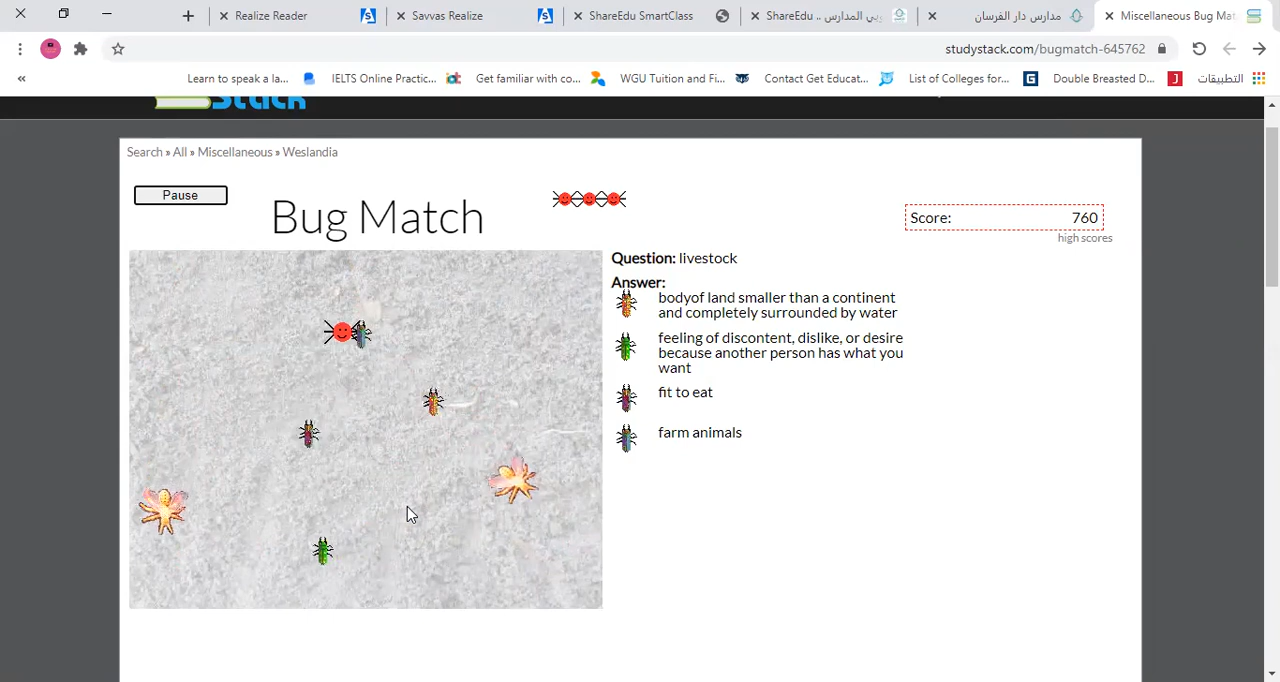 Realize Reader
Savvas Realize
ShareEdu SmartClass
ShareEdu .. بي المدارس
مدارس دار الفرسان
Miscellaneous Bug Mat
studystack.com/bugmatch-645762
«
Learn to speak a la...
IELTS Online Practic...
Get familiar with co...
WGU Tuition and Fi...
Contact Get Educat...
List of Colleges for...
Double Breasted D...
التطبيقات
Stack
Search » All » Miscellaneous » Weslandia
Pause
Bug Match
Score: 760
high scores
Question: livestock
Answer:
bodyof land smaller than a continent
and completely surrounded by water
feeling of discontent, dislike, or desire
because another person has what you
want
fit to eat
farm animals